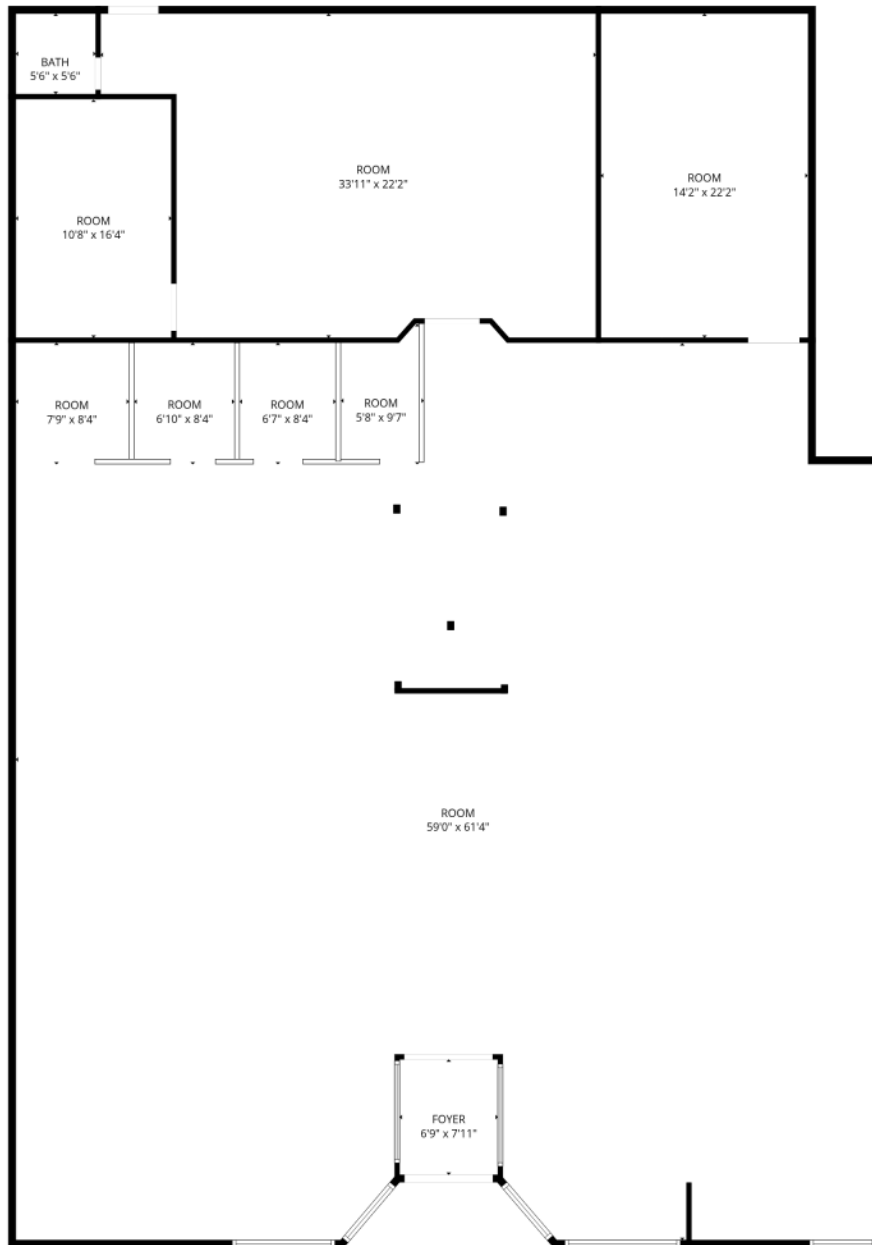 BATH
5'6" x 5'6"
ROOM
33'11" x 22'2"
ROOM
14'2" x 22'2"
ROOM
10'8" x 16'4"
ROOM
7'9" x 8'4"
ROOM
6'10" x 8'4"
ROOM
6'7" x 8'4"
ROOM
5'8" x 9'7"
ROOM
59'0" x 61'4"
FOYER
6'9" x 7'11"